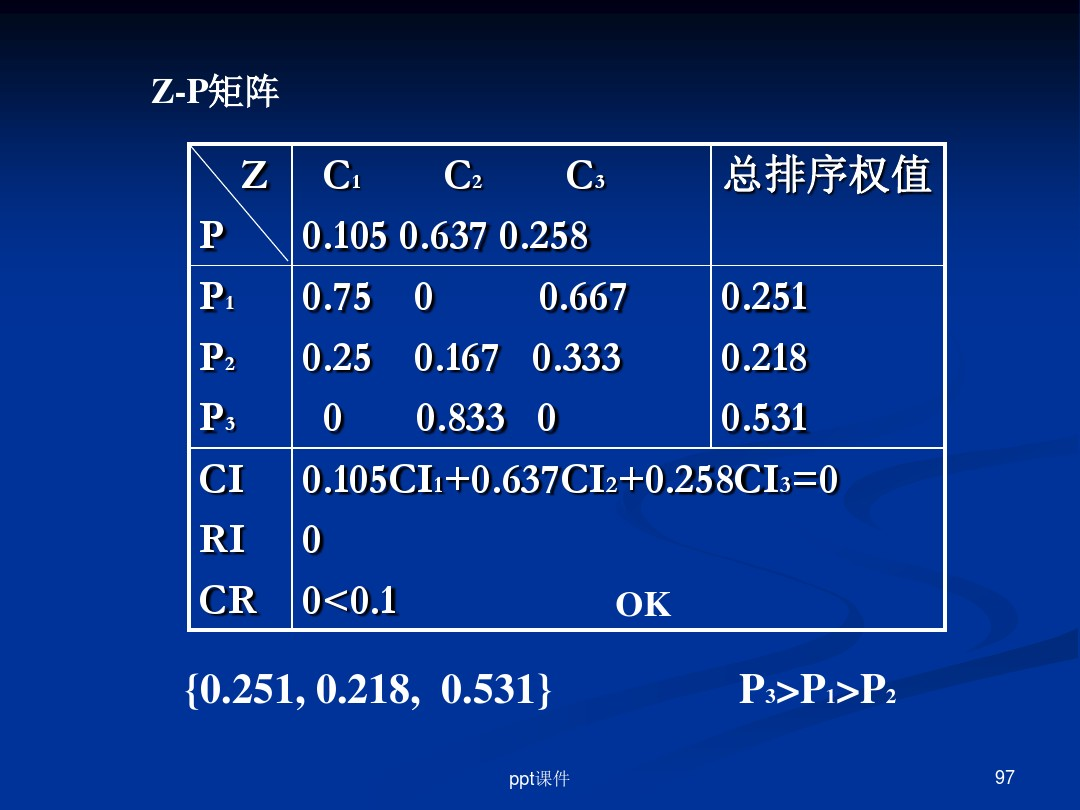 Z-P矩阵
Z C₁ C₂ C₃ 总排序权值
P 0.105 0.637 0.258
P₁ 0.75 0 0.667 0.251
P₂ 0.25 0.167 0.333 0.218
P₃ 0 0.833 0 0.531
CI 0.105CI₁+0.637CI₂+0.258CI₃=0
RI 0
CR 0<0.1 OK
{0.251, 0.218, 0.531} P₃>P₁>P₂
ppt课件 97